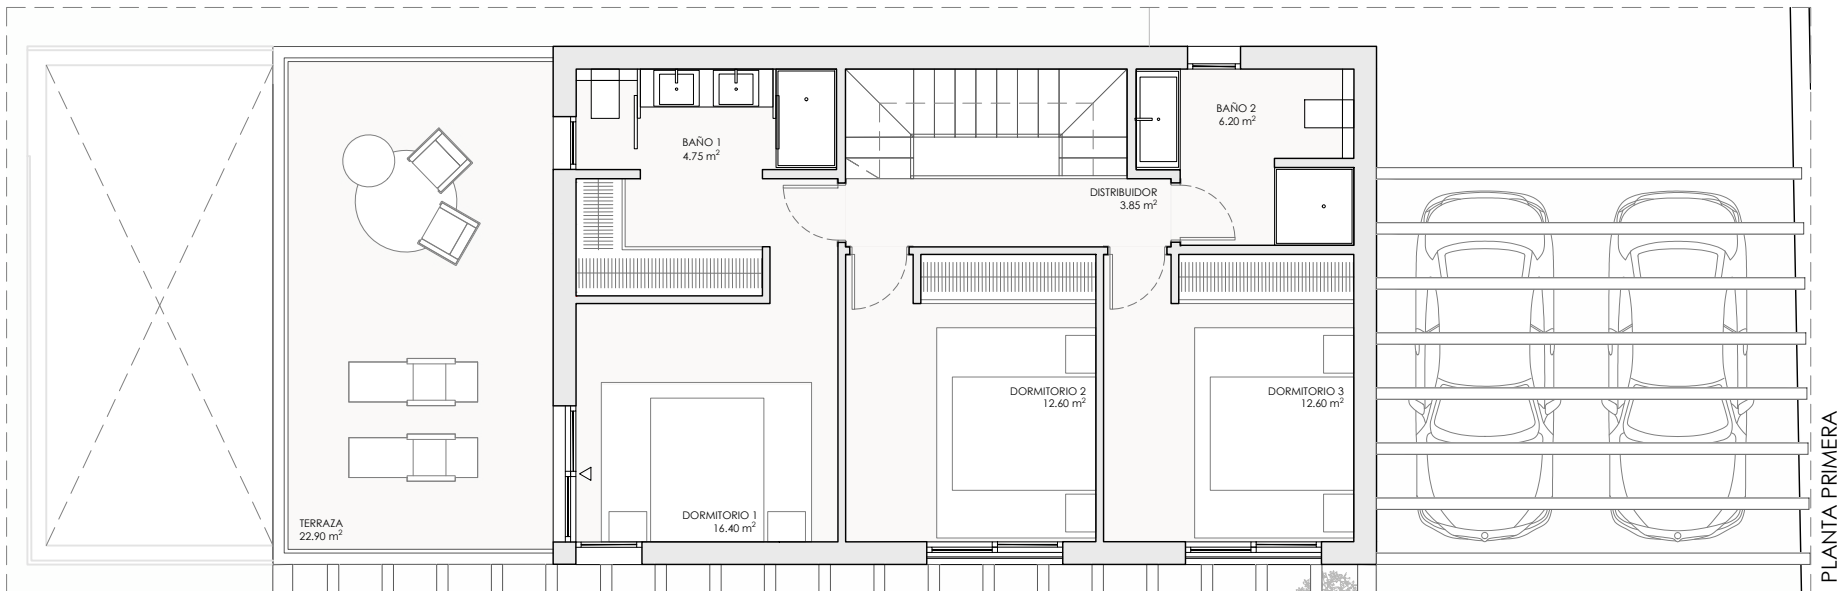 BAÑO 1
4.75 m²
BAÑO 2
6.20 m²
DISTRIBUIDOR
3.85 m²
DORMITORIO 2
12.60 m²
DORMITORIO 3
12.60 m²
TERRAZA
22.90 m²
DORMITORIO 1
16.40 m²
PLANTA PRIMERA